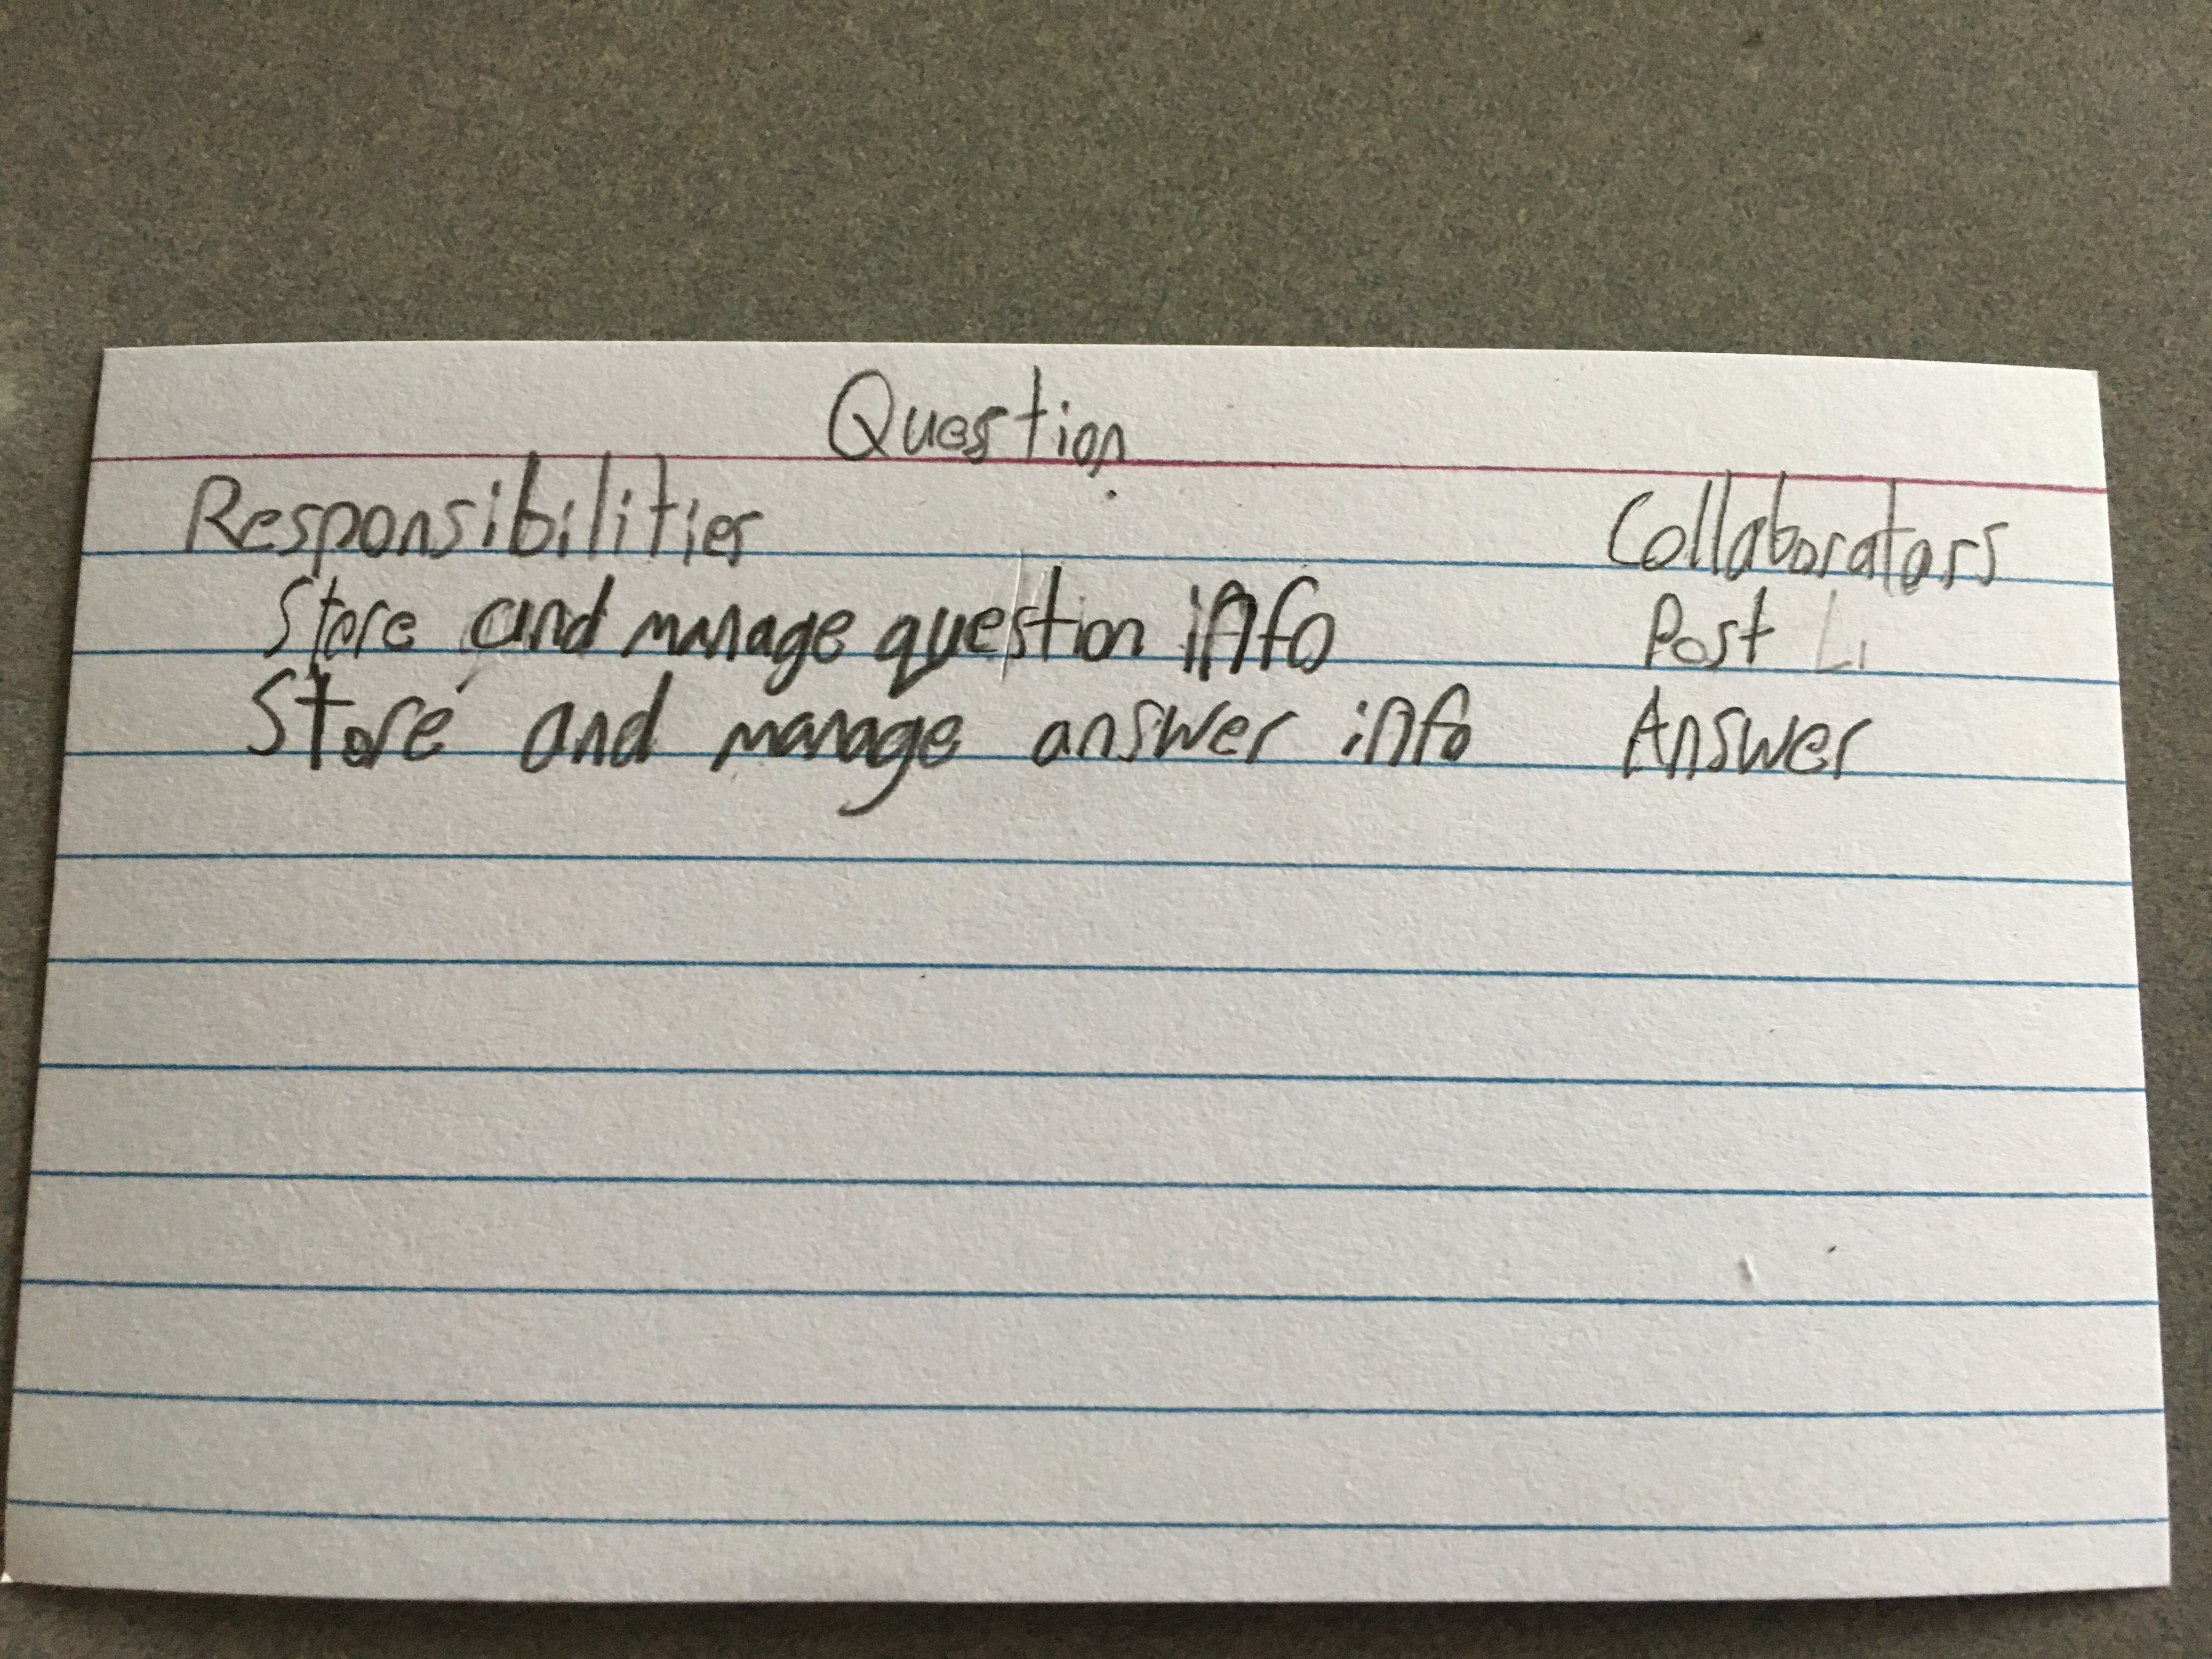 Question
Responsibilities Collaborators
Store and manage question info Post
Store and manage answer info Answer